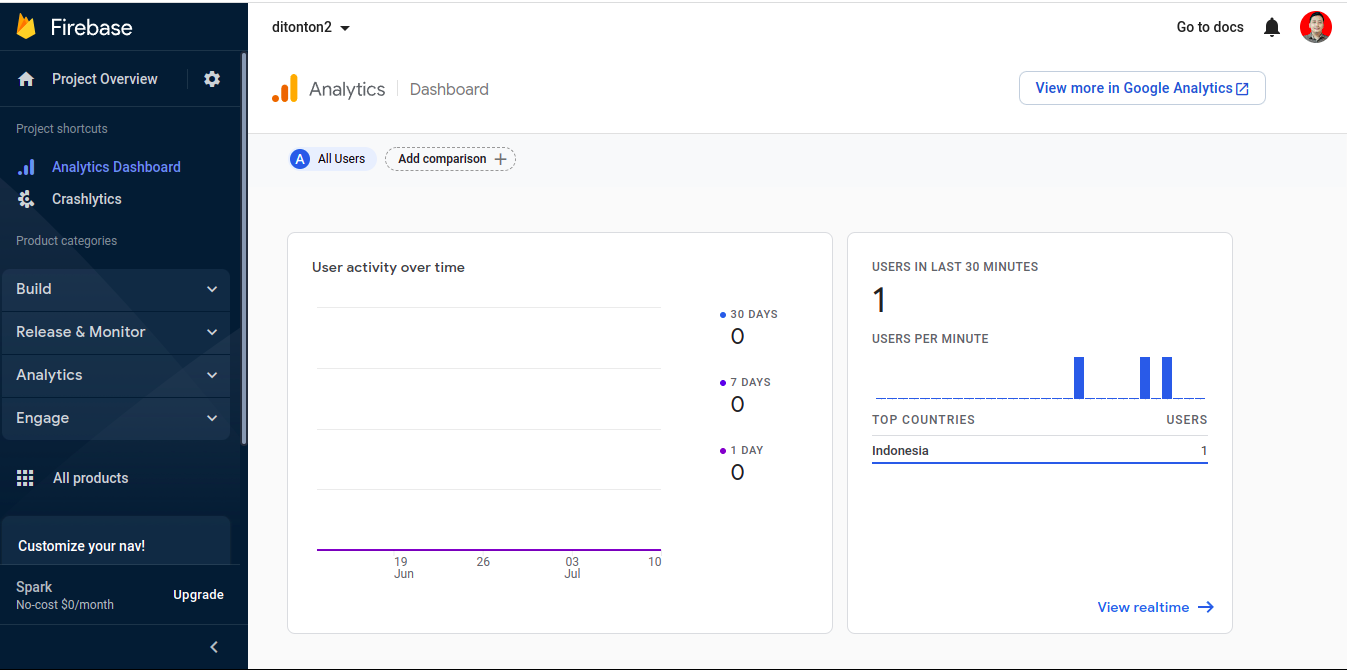 Firebase
Project Overview
Project shortcuts
Analytics Dashboard
Crashlytics
Product categories
Build
Release & Monitor
Analytics
Engage
All products
Customize your nav!
Spark
No-cost $0/month
Upgrade
ditonton2
Go to docs
Analytics
Dashboard
View more in Google Analytics
A All Users
Add comparison
User activity over time
30 DAYS
0
7 DAYS
0
1 DAY
0
19 26 03 10
Jun Jul
USERS IN LAST 30 MINUTES
1
USERS PER MINUTE
TOP COUNTRIES USERS
Indonesia 1
View realtime